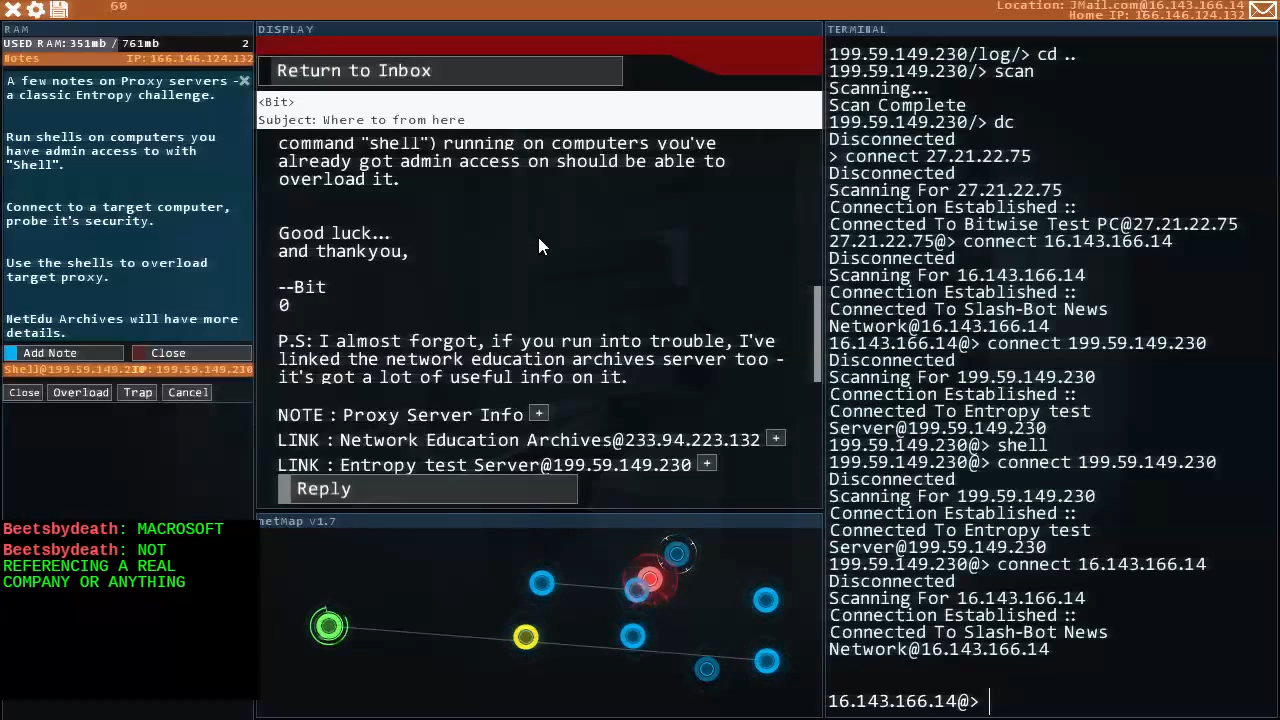 60
Location: JMail.com@16.143.166.14
Home IP: 166.146.124.132
RAM
USED RAM: 351mb / 761mb 2
Notes IP: 166.146.124.132
A few notes on Proxy servers -
a classic Entropy challenge.
Run shells on computers you
have admin access to with
"Shell".
Connect to a target computer,
probe it's security.
Use the shells to overload
target proxy.
NetEdu Archives will have more
details.
Add Note Close
Shell@199.59.149.230 IP: 199.59.149.230
Close Overload Trap Cancel
Beetsbydeath: MACROSOFT
Beetsbydeath: NOT
REFERENCING A REAL
COMPANY OR ANYTHING
DISPLAY
Return to Inbox
<Bit>
Subject: Where to from here
command "shell") running on computers you've
already got admin access on should be able to
overload it.
Good luck...
and thankyou,
--Bit
0
P.S: I almost forgot, if you run into trouble, I've
linked the network education archives server too -
it's got a lot of useful info on it.
NOTE : Proxy Server Info +
LINK : Network Education Archives@233.94.223.132 +
LINK : Entropy test Server@199.59.149.230 +
Reply
netMap v1.7
TERMINAL
199.59.149.230/log/> cd ..
199.59.149.230/> scan
Scanning...
Scan Complete
199.59.149.230/> dc
Disconnected
> connect 27.21.22.75
Disconnected
Scanning For 27.21.22.75
Connection Established ::
Connected To Bitwise Test PC@27.21.22.75
27.21.22.75@> connect 16.143.166.14
Disconnected
Scanning For 16.143.166.14
Connection Established ::
Connected To Slash-Bot News
Network@16.143.166.14
16.143.166.14@> connect 199.59.149.230
Disconnected
Scanning For 199.59.149.230
Connection Established ::
Connected To Entropy test
Server@199.59.149.230
199.59.149.230@> shell
199.59.149.230@> connect 199.59.149.230
Disconnected
Scanning For 199.59.149.230
Connection Established ::
Connected To Entropy test
Server@199.59.149.230
199.59.149.230@> connect 16.143.166.14
Disconnected
Scanning For 16.143.166.14
Connection Established ::
Connected To Slash-Bot News
Network@16.143.166.14
16.143.166.14@>